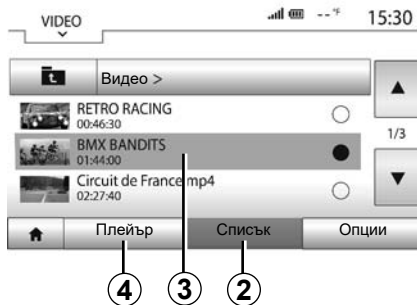 VIDEO
--°F 15:30
Видео >
RETRO RACING
00:46:30
BMX BANDITS
01:44:00
1/3
Circuit de France mp4
02:27:40
Плейър Списък Опции
4 3 2